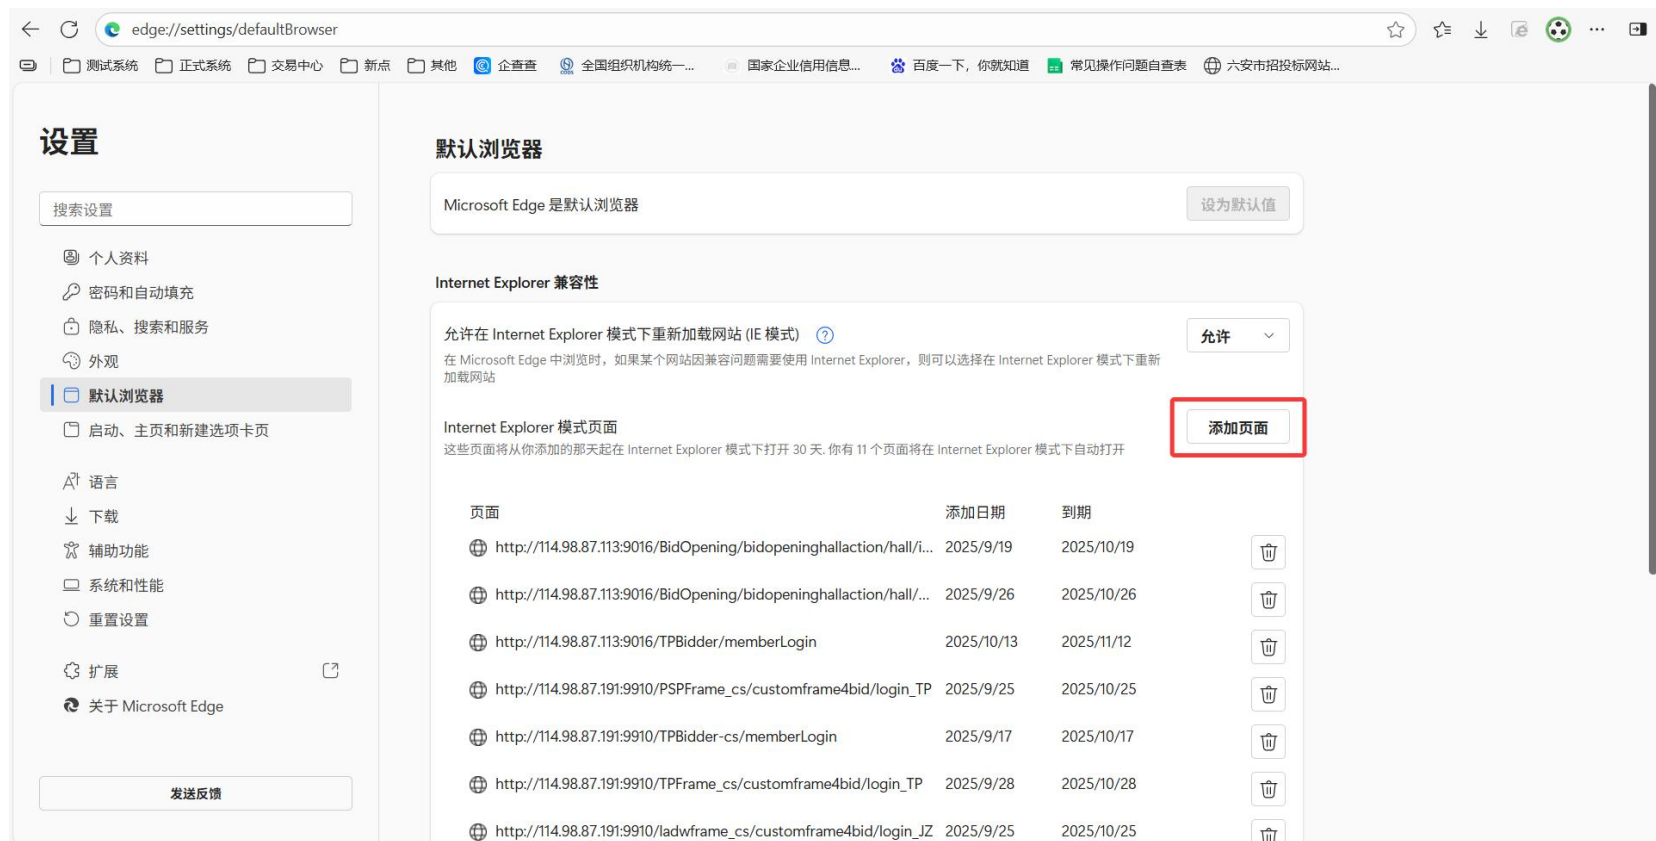 edge://settings/defaultBrowser
测试系统 正式系统 交易中心 新点 其他 企查查 全国组织机构统一... 国家企业信用信息... 百度一下，你就知道 常见操作问题自查表 六安市招投标网站...
设置
搜索设置
个人资料
密码和自动填充
隐私、搜索和服务
外观
默认浏览器
启动、主页和新建选项卡页
语言
下载
辅助功能
系统和性能
重置设置
扩展
关于 Microsoft Edge
发送反馈
默认浏览器
Microsoft Edge 是默认浏览器 设为默认值
Internet Explorer 兼容性
允许在 Internet Explorer 模式下重新加载网站 (IE 模式) 允许
在 Microsoft Edge 中浏览时，如果某个网站因兼容问题需要使用 Internet Explorer，则可以选择在 Internet Explorer 模式下重新
加载网站
Internet Explorer 模式页面 添加页面
这些页面将从你添加的那天起在 Internet Explorer 模式下打开 30 天. 你有 11 个页面将在 Internet Explorer 模式下自动打开
页面 添加日期 到期
http://114.98.87.113:9016/BidOpening/bidopeninghallaction/hall/i... 2025/9/19 2025/10/19
http://114.98.87.113:9016/BidOpening/bidopeninghallaction/hall/... 2025/9/26 2025/10/26
http://114.98.87.113:9016/TPBidder/memberLogin 2025/10/13 2025/11/12
http://114.98.87.191:9910/PSPFrame_cs/customframe4bid/login_TP 2025/9/25 2025/10/25
http://114.98.87.191:9910/TPBidder-cs/memberLogin 2025/9/17 2025/10/17
http://114.98.87.191:9910/TPFrame_cs/customframe4bid/login_TP 2025/9/28 2025/10/28
http://114.98.87.191:9910/ladwframe_cs/customframe4bid/login_JZ 2025/9/25 2025/10/25